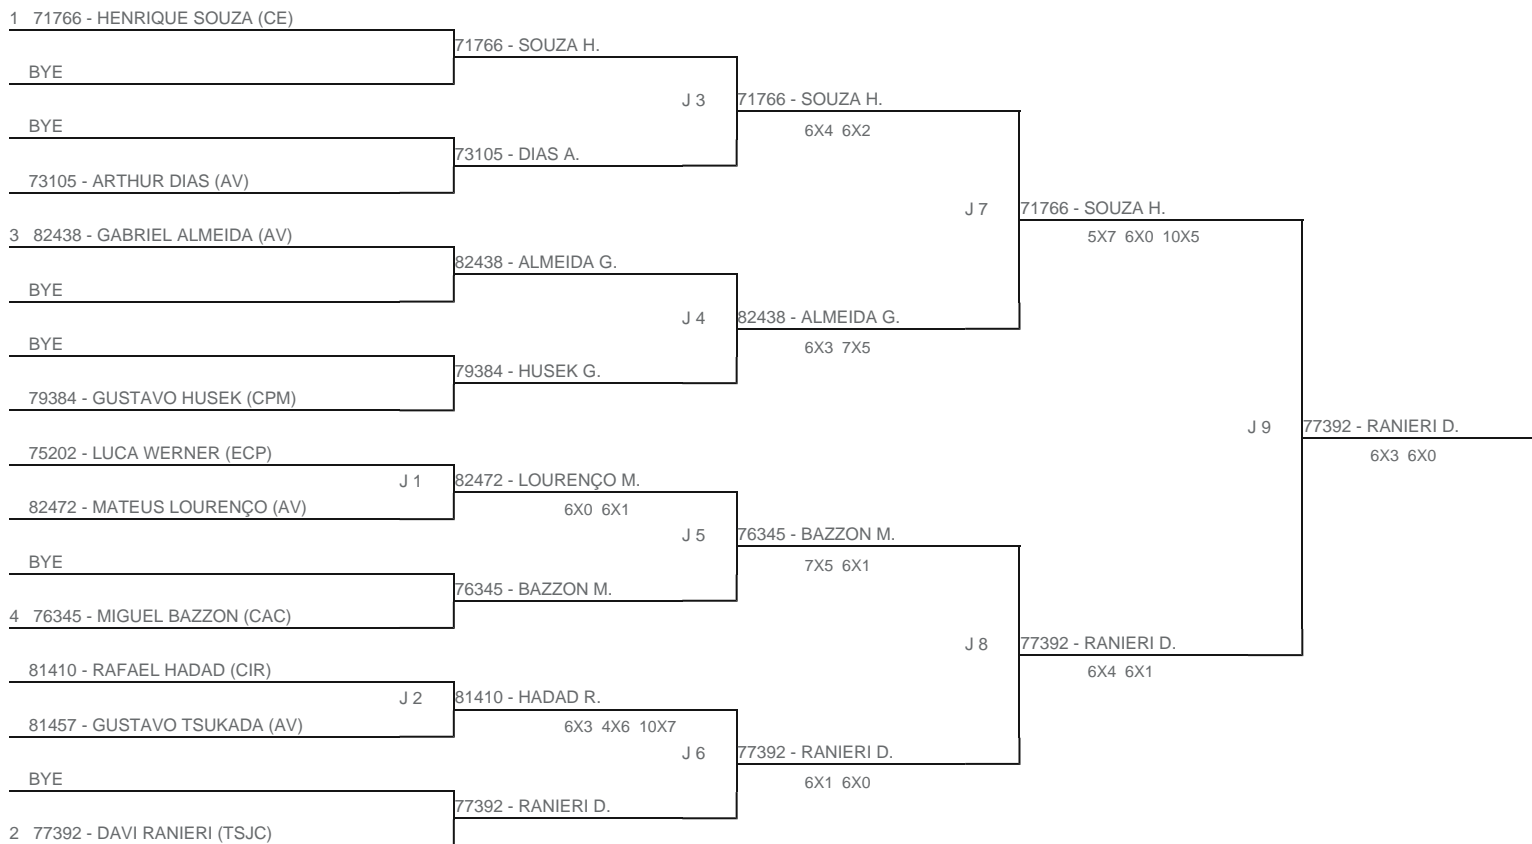 1 71766 - HENRIQUE SOUZA (CE)
71766 - SOUZA H.
BYE
J 3
71766 - SOUZA H.
6X4 6X2
BYE
73105 - DIAS A.
73105 - ARTHUR DIAS (AV)
J 7
71766 - SOUZA H.
5X7 6X0 10X5
3 82438 - GABRIEL ALMEIDA (AV)
82438 - ALMEIDA G.
BYE
J 4
82438 - ALMEIDA G.
6X3 7X5
BYE
79384 - HUSEK G.
79384 - GUSTAVO HUSEK (CPM)
J 9
77392 - RANIERI D.
6X3 6X0
75202 - LUCA WERNER (ECP)
J 1
82472 - LOURENÇO M.
6X0 6X1
82472 - MATEUS LOURENÇO (AV)
J 5
76345 - BAZZON M.
7X5 6X1
BYE
76345 - BAZZON M.
4 76345 - MIGUEL BAZZON (CAC)
J 8
77392 - RANIERI D.
6X4 6X1
81410 - RAFAEL HADAD (CIR)
J 2
81410 - HADAD R.
6X3 4X6 10X7
81457 - GUSTAVO TSUKADA (AV)
J 6
77392 - RANIERI D.
6X1 6X0
BYE
77392 - RANIERI D.
2 77392 - DAVI RANIERI (TSJC)